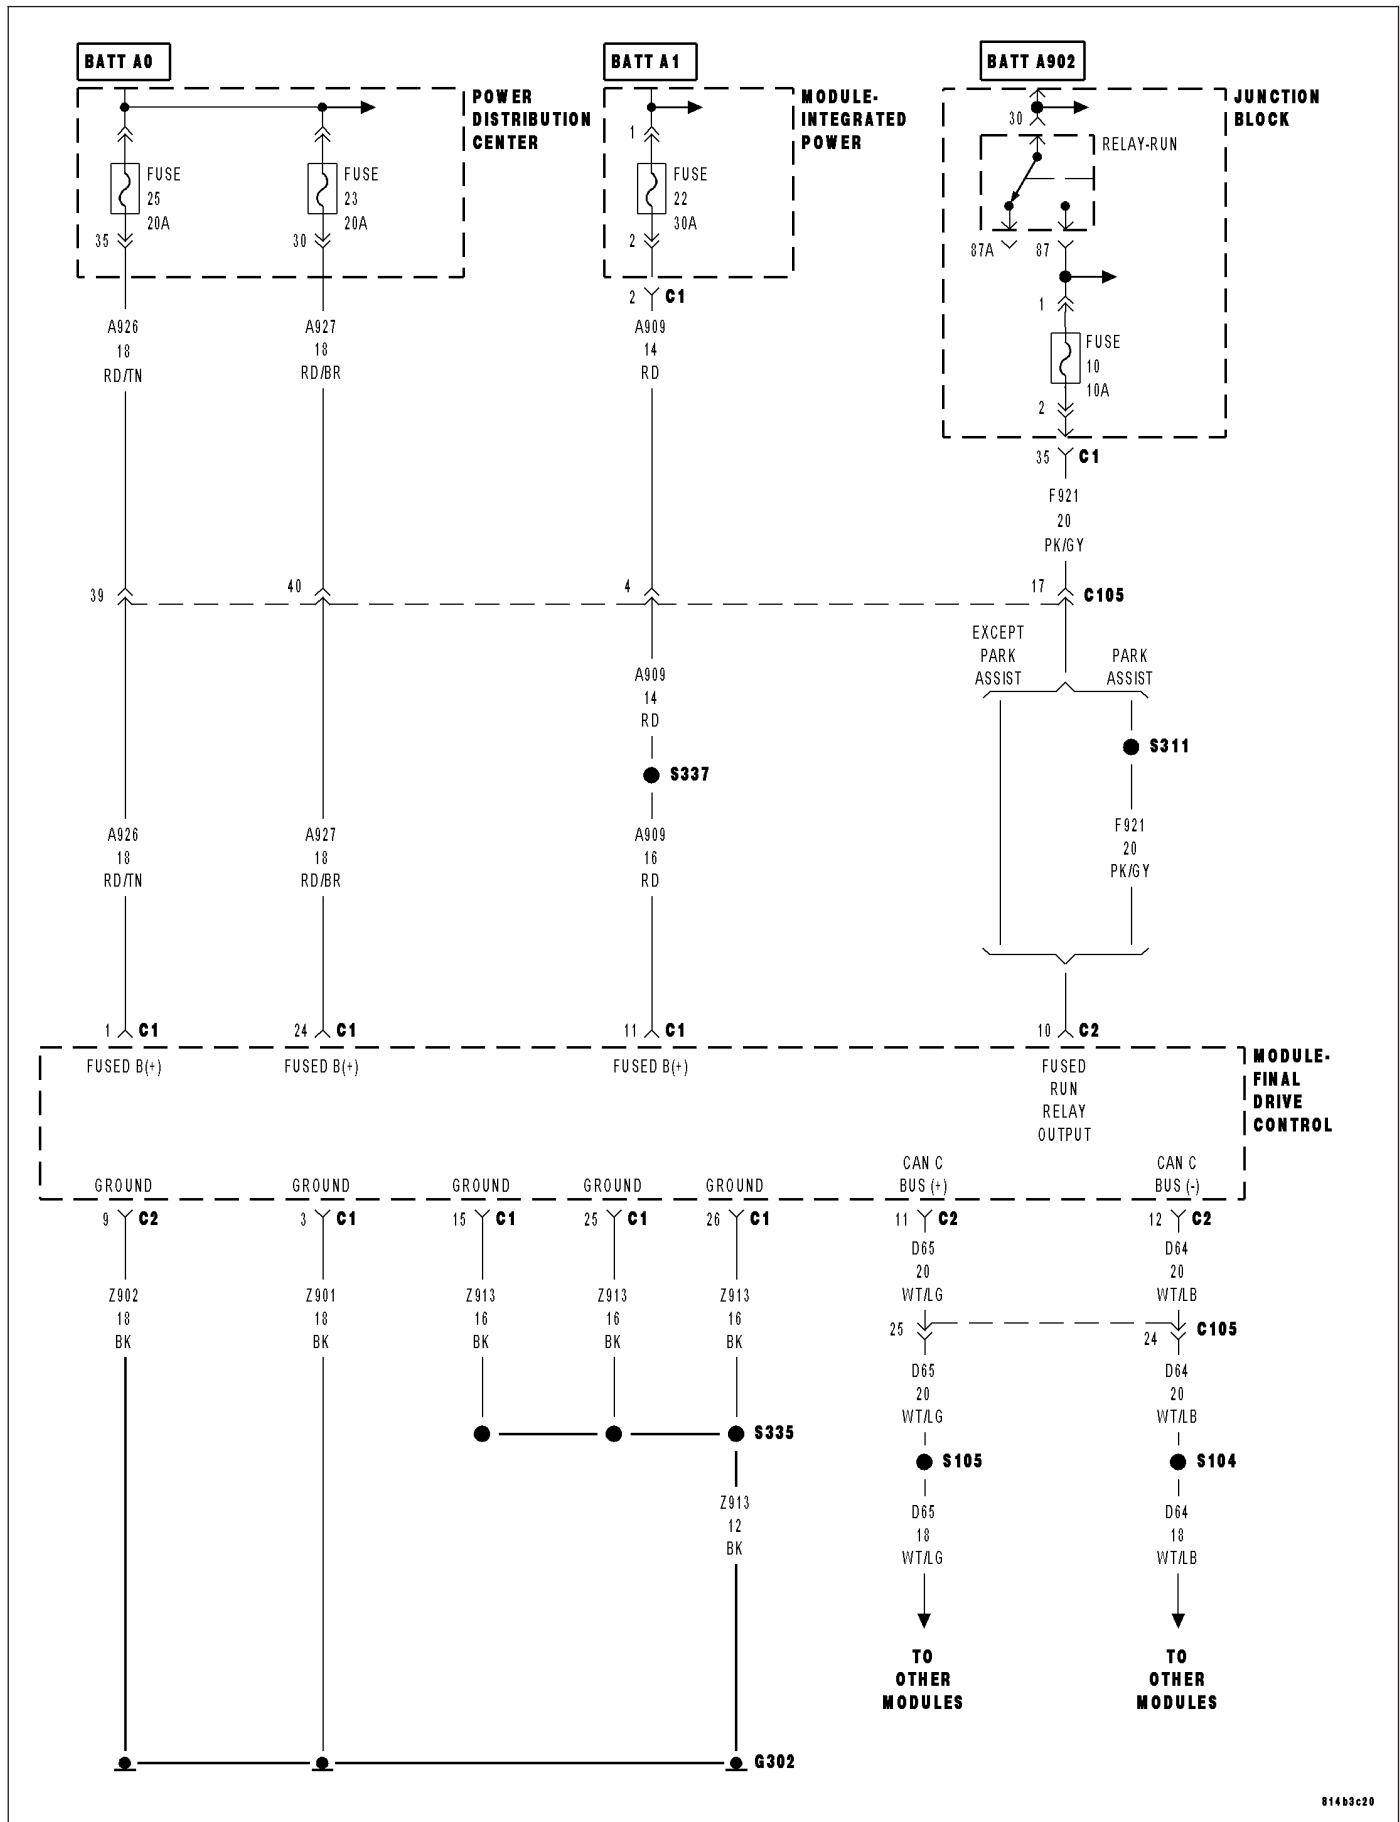 BATT A0
BATT A1
BATT A902
POWER
DISTRIBUTION
CENTER
FUSE
25
20A
35
FUSE
23
20A
30
MODULE-
INTEGRATED
POWER
1
FUSE
22
30A
2
2 C1
JUNCTION
BLOCK
30
RELAY-RUN
87A
87
1
FUSE
10
10A
2
35 C1
A926
18
RD/TN
A927
18
RD/BR
A909
14
RD
F921
20
PK/GY
39
40
4
17
C105
A909
14
RD
S337
EXCEPT
PARK
ASSIST
PARK
ASSIST
S311
A926
18
RD/TN
A927
18
RD/BR
A909
16
RD
F921
20
PK/GY
1 C1
24 C1
11 C1
10 C2
FUSED B(+)
FUSED B(+)
FUSED B(+)
FUSED
RUN
RELAY
OUTPUT
MODULE-
FINAL
DRIVE
CONTROL
GROUND
GROUND
GROUND
GROUND
GROUND
CAN C
BUS (+)
CAN C
BUS (-)
9 C2
3 C1
15 C1
25 C1
26 C1
11 C2
12 C2
Z902
18
BK
Z901
18
BK
Z913
16
BK
Z913
16
BK
Z913
16
BK
D65
20
WT/LG
D64
20
WT/LB
25
24
C105
D65
20
WT/LG
D64
20
WT/LB
S335
S105
S104
Z913
12
BK
D65
18
WT/LG
D64
18
WT/LB
TO
OTHER
MODULES
TO
OTHER
MODULES
G302
814b3c20